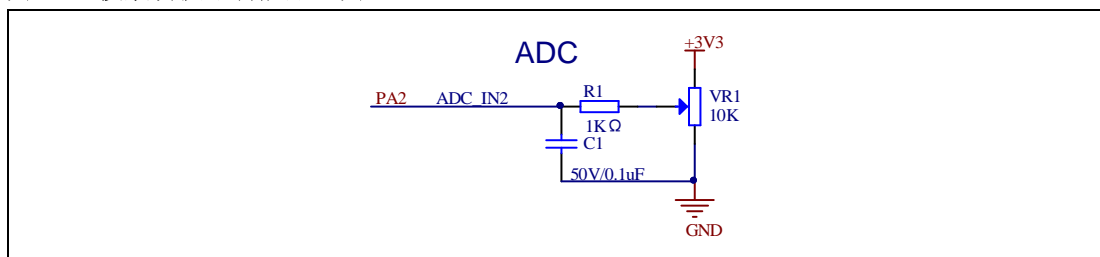 ADC
+3V3
PA2 ADC_IN2 R1 VR1
1KΩ 10K
C1
50V/0.1uF
GND